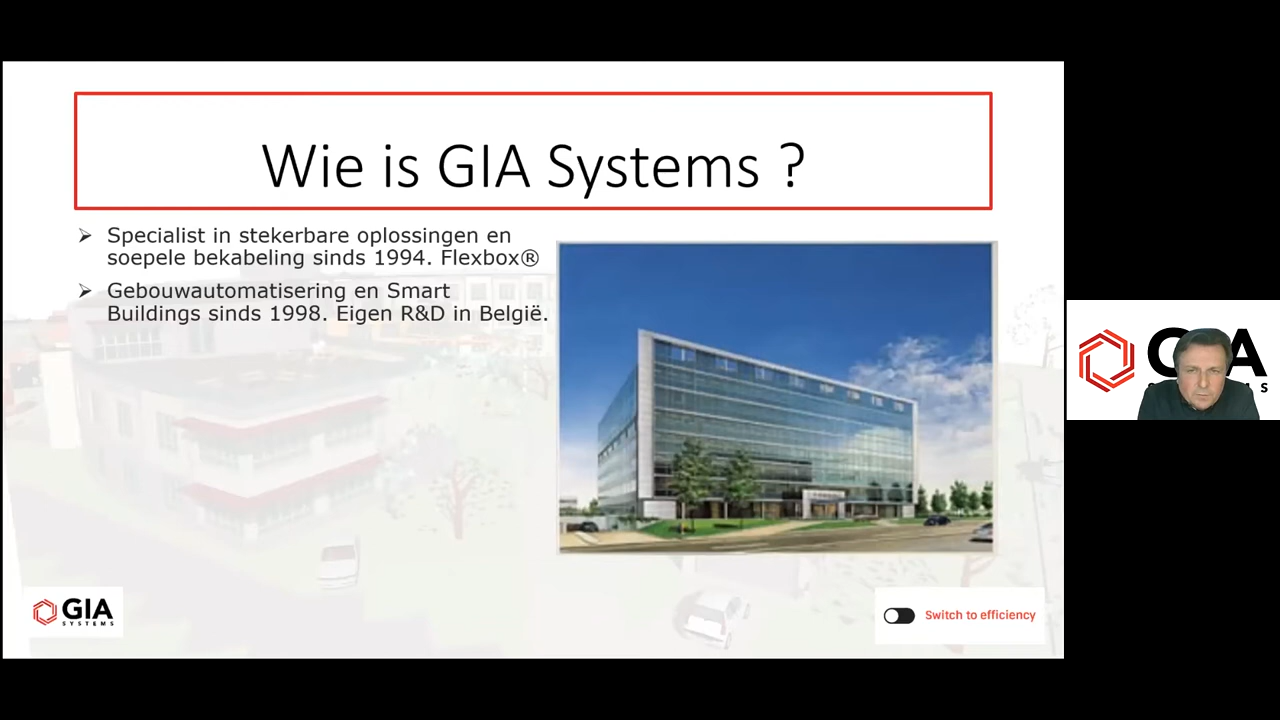 Wie is GIA Systems ?
➢ Specialist in stekerbare oplossingen en
soepele bekabeling sinds 1994. Flexbox®
➢ Gebouwautomatisering en Smart
Buildings sinds 1998. Eigen R&D in België.
GIA
SYSTEMS
Switch to efficiency